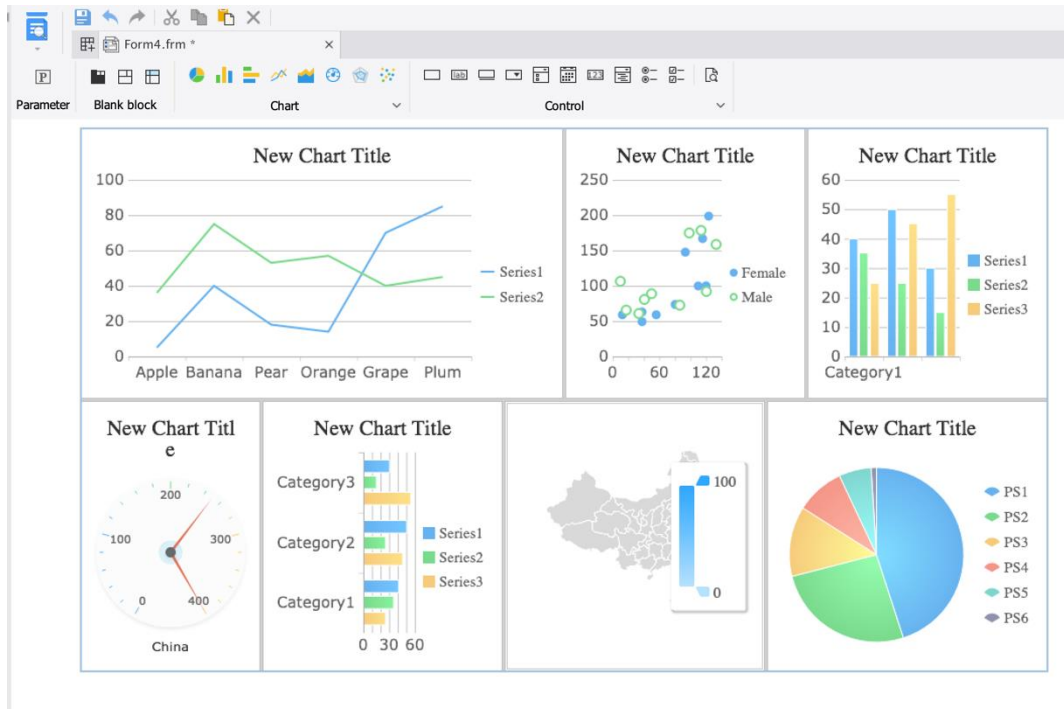 Form4.frm *
P
lab
123
Parameter
Blank block
Chart
Control
New Chart Title
100
80
60
40
20
0
Apple Banana Pear Orange Grape Plum
Series1
Series2
New Chart Title
250
200
150
100
50
0
0 60 120
Female
Male
New Chart Title
60
50
40
30
20
10
0
Category1
Series1
Series2
Series3
New Chart Titl
e
200
100
300
0
400
China
New Chart Title
Category3
Category2
Category1
0 30 60
Series1
Series2
Series3
100
0
New Chart Title
PS1
PS2
PS3
PS4
PS5
PS6